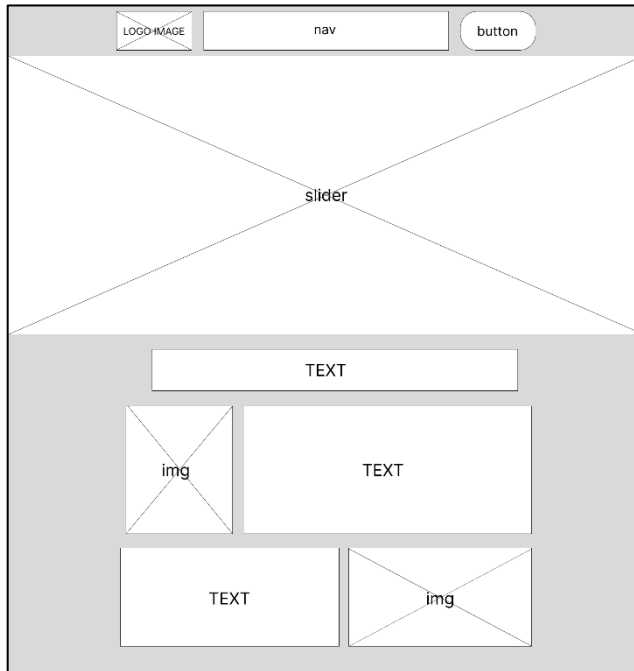 LOGO IMAGE
nav
button
slider
TEXT
img
TEXT
TEXT
img